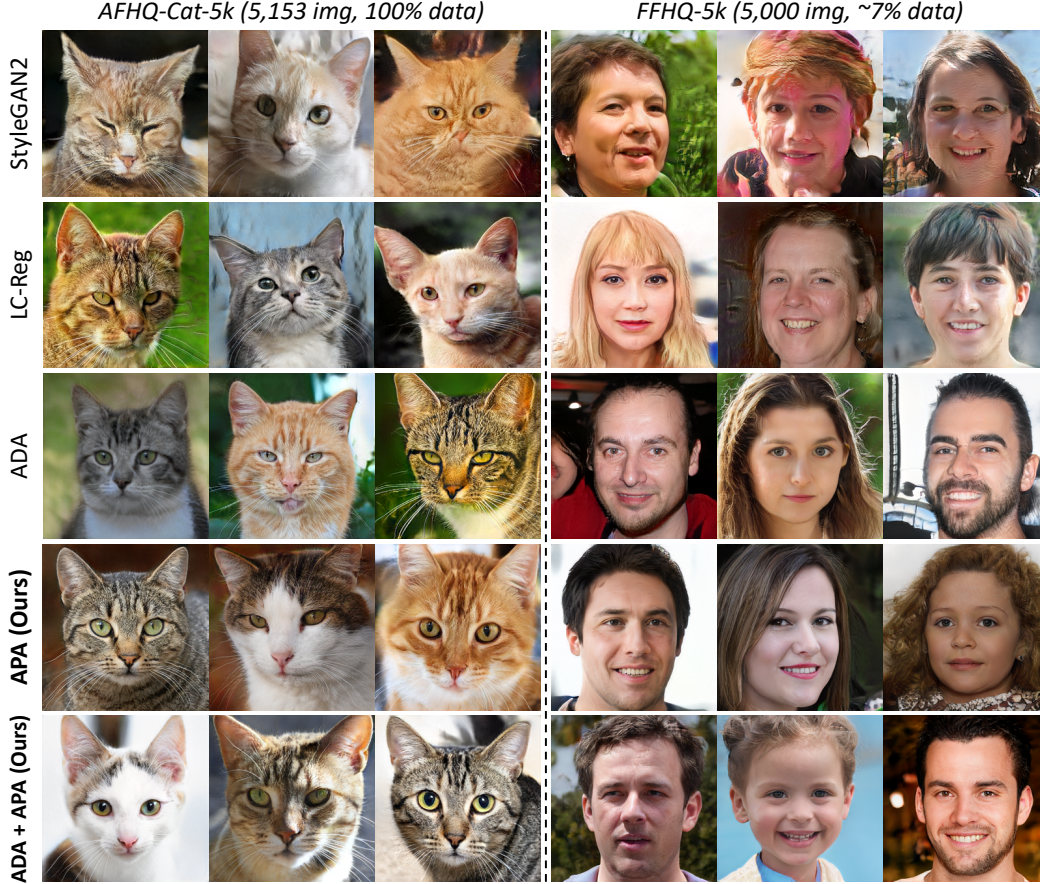 AFHQ-Cat-5k (5,153 img, 100% data)
FFHQ-5k (5,000 img, ~7% data)
StyleGAN2
LC-Reg
ADA
APA (Ours)
ADA + APA (Ours)